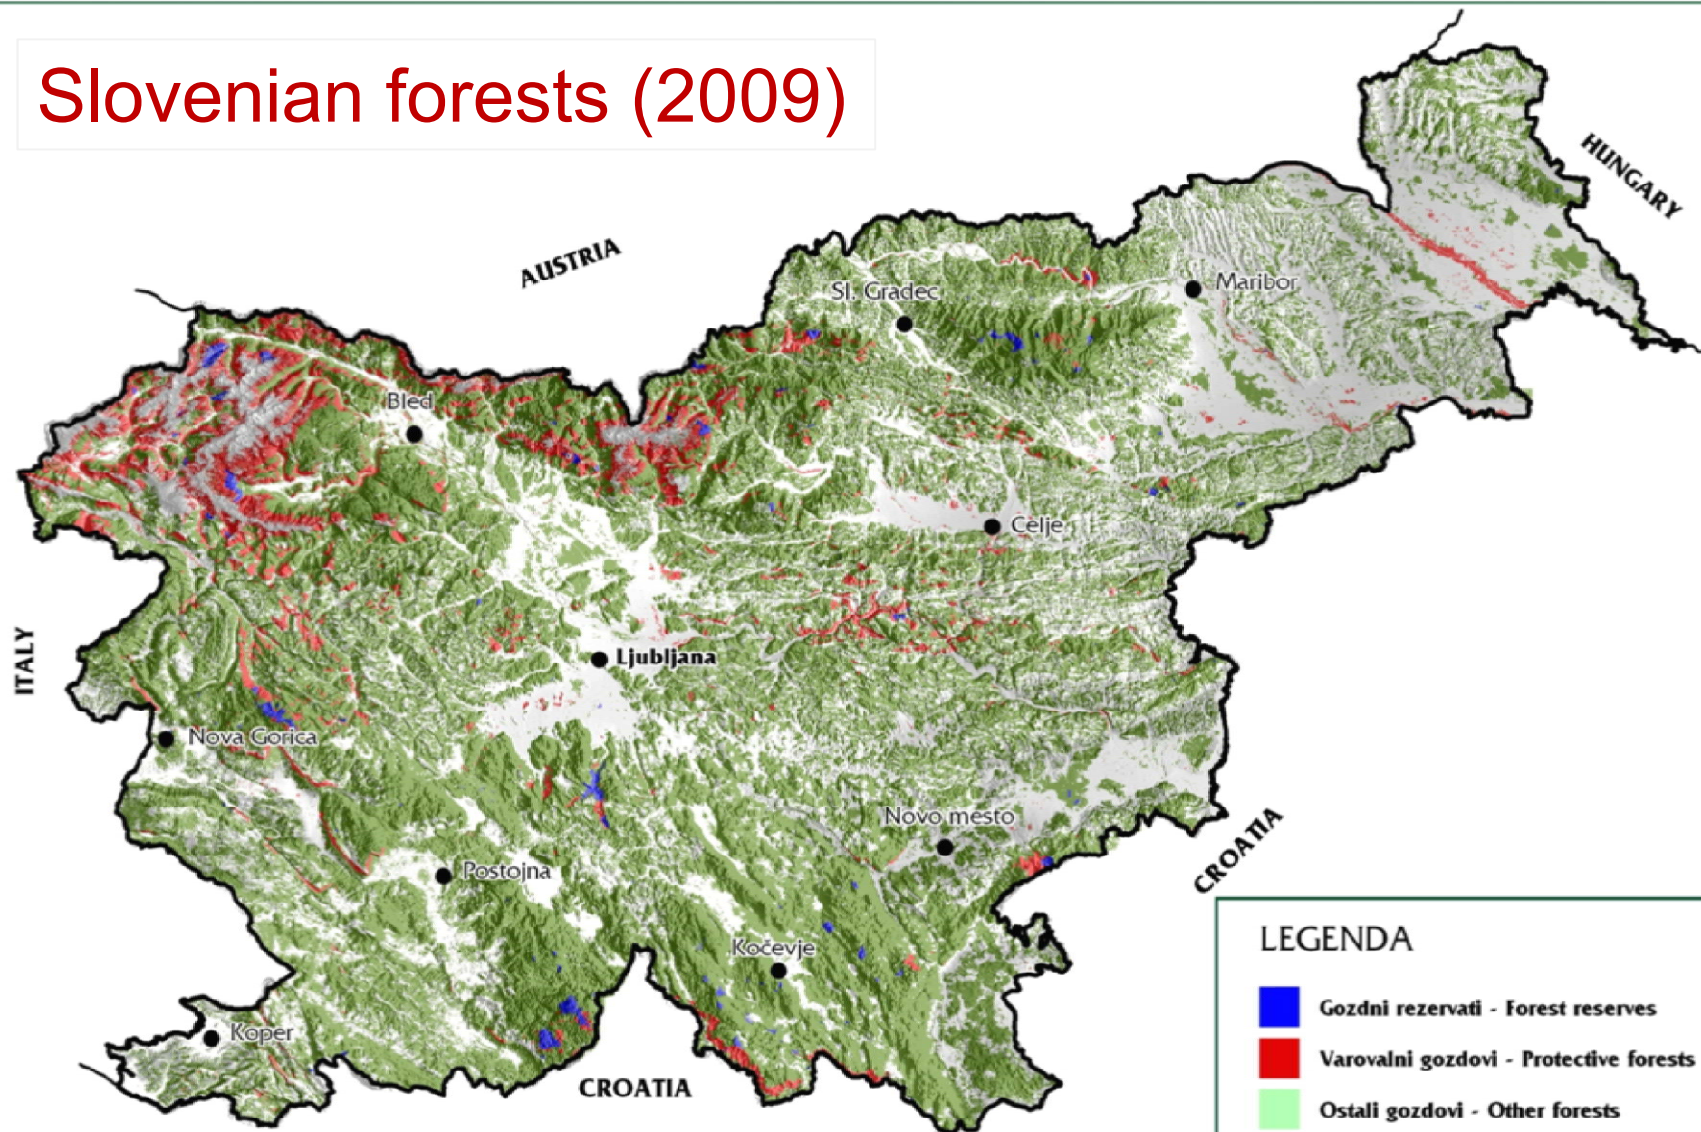 Slovenian forests (2009)
HUNGARY
AUSTRIA
Sl. Gradec
Maribor
Bled
Celje
ITALY
Ljubljana
Nova Gorica
Novo mesto
CROATIA
Postojna
Kočevje
Koper
CROATIA
LEGENDA
Gozdni rezervati - Forest reserves
Varovalni gozdovi - Protective forests
Ostali gozdovi - Other forests